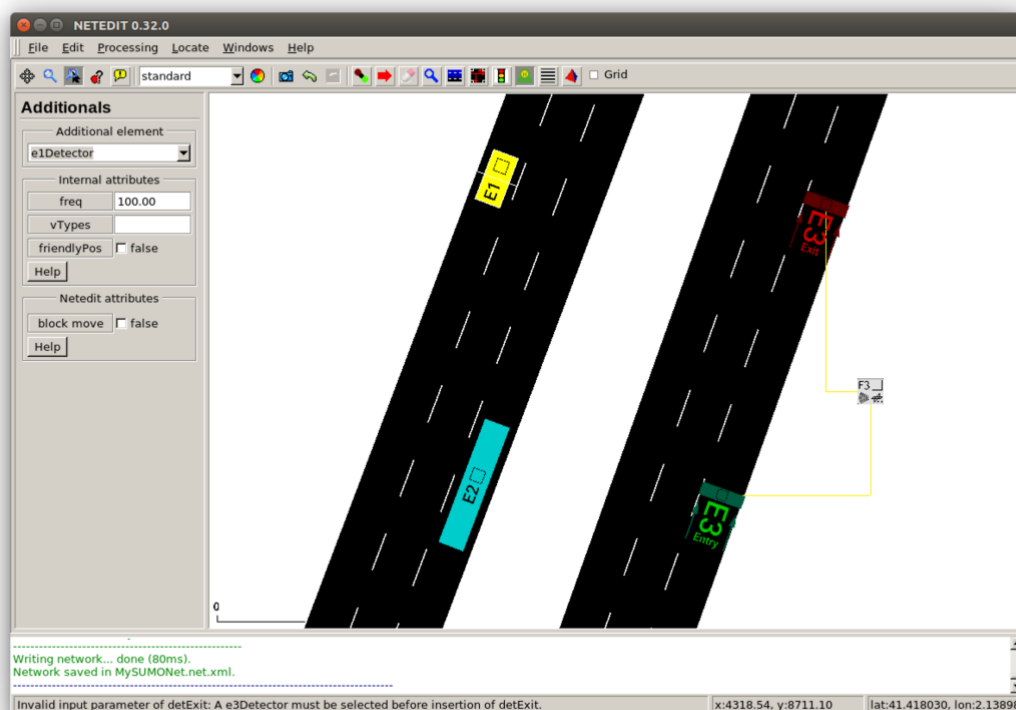 NETEDIT 0.32.0
File Edit Processing Locate Windows Help
standard Grid
Additionals
Additional element
e1Detector
Internal attributes
freq 100.00
vTypes
friendlyPos false
Help
Netedit attributes
block move false
Help
E1
E3
Exit
E2
E3
Entry
0
Writing network... done (80ms).
Network saved in MySUMONet.net.xml.
Invalid input parameter of detExit: A e3Detector must be selected before insertion of detExit.
x:4318.54, y:8711.10
lat:41.418030, lon:2.13898